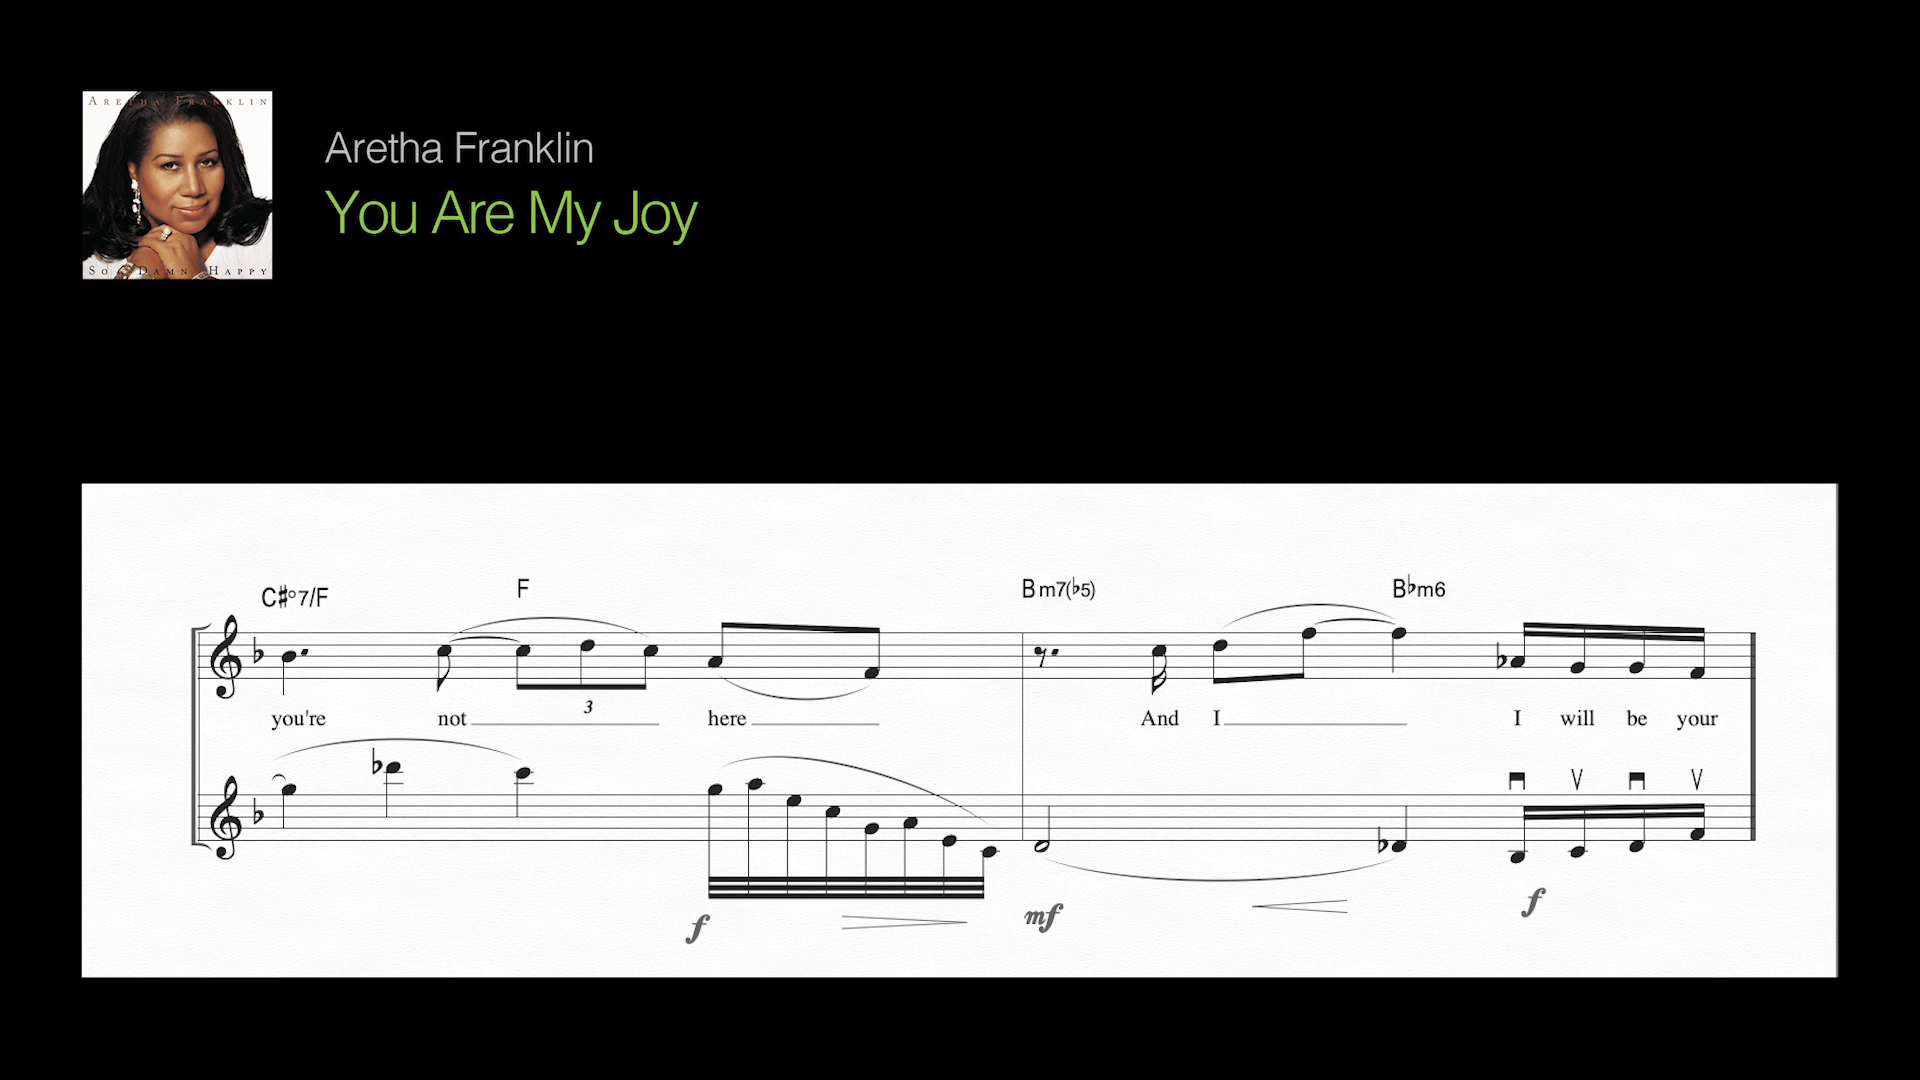 ARETHA FRANKLIN
SO DAMN HAPPY
Aretha Franklin
You Are My Joy
C♯°7/F F Bm7(♭5) B♭m6
3
you're not here And I I will be your
f mf f